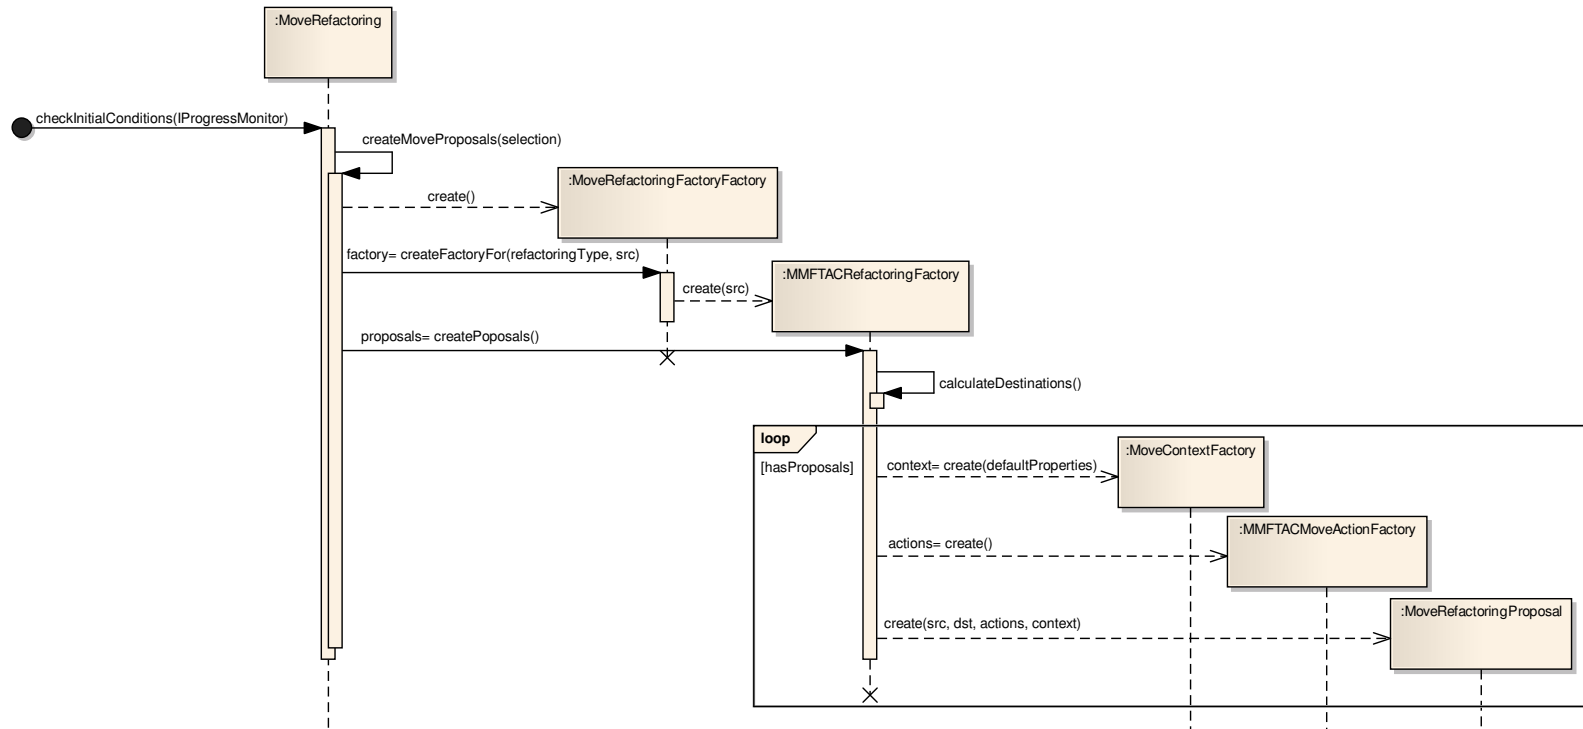 :MoveRefactoring
checkInitialConditions(IProgressMonitor)
createMoveProposals(selection)
:MoveRefactoringFactoryFactory
create()
factory= createFactoryFor(refactoringType, src)
:MMFTACRefactoringFactory
create(src)
proposals= createPoposals()
calculateDestinations()
loop
[hasProposals]
:MoveContextFactory
context= create(defaultProperties)
:MMFTACMoveActionFactory
actions= create()
:MoveRefactoringProposal
create(src, dst, actions, context)